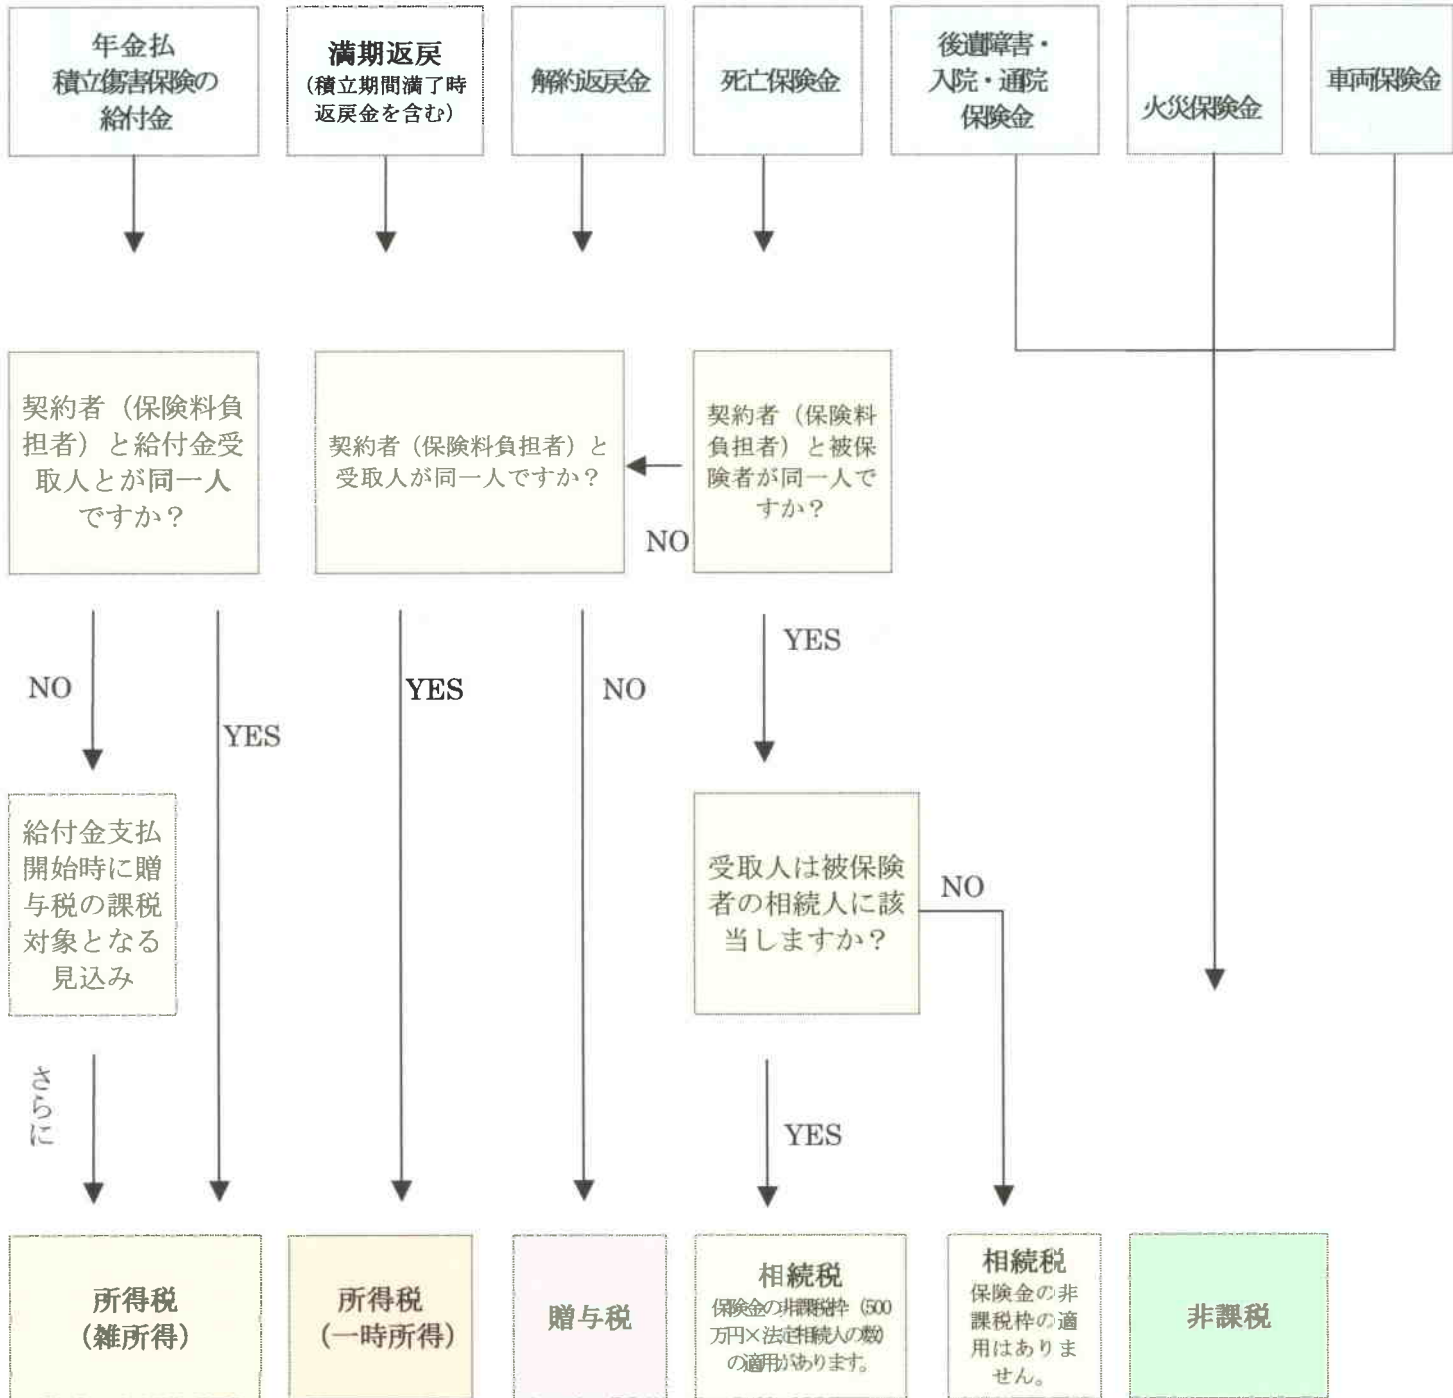 年金払
積立傷害保険の
給付金
満期返戻
(積立期間満了時
返戻金を含む)
解約返戻金
死亡保険金
後遺障害・
入院・通院
保険金
火災保険金
車両保険金
契約者（保険料負
担者）と給付金受
取人とが同一人
ですか？
契約者（保険料負担者）と
受取人が同一人ですか？
契約者（保険料
負担者）と被保
険者が同一人で
すか？
NO
YES
NO
YES
YES
NO
給付金支払
開始時に贈
与税の課税
対象となる
見込み
受取人は被保険
者の相続人に該
当しますか？
NO
さらに
YES
所得税
(雑所得)
所得税
(一時所得)
贈与税
相続税
保険金の非課税枠（500
万円×法定相続人の数）
の適用があります。
相続税
保険金の非
課税枠の適
用はありま
せん。
非課税